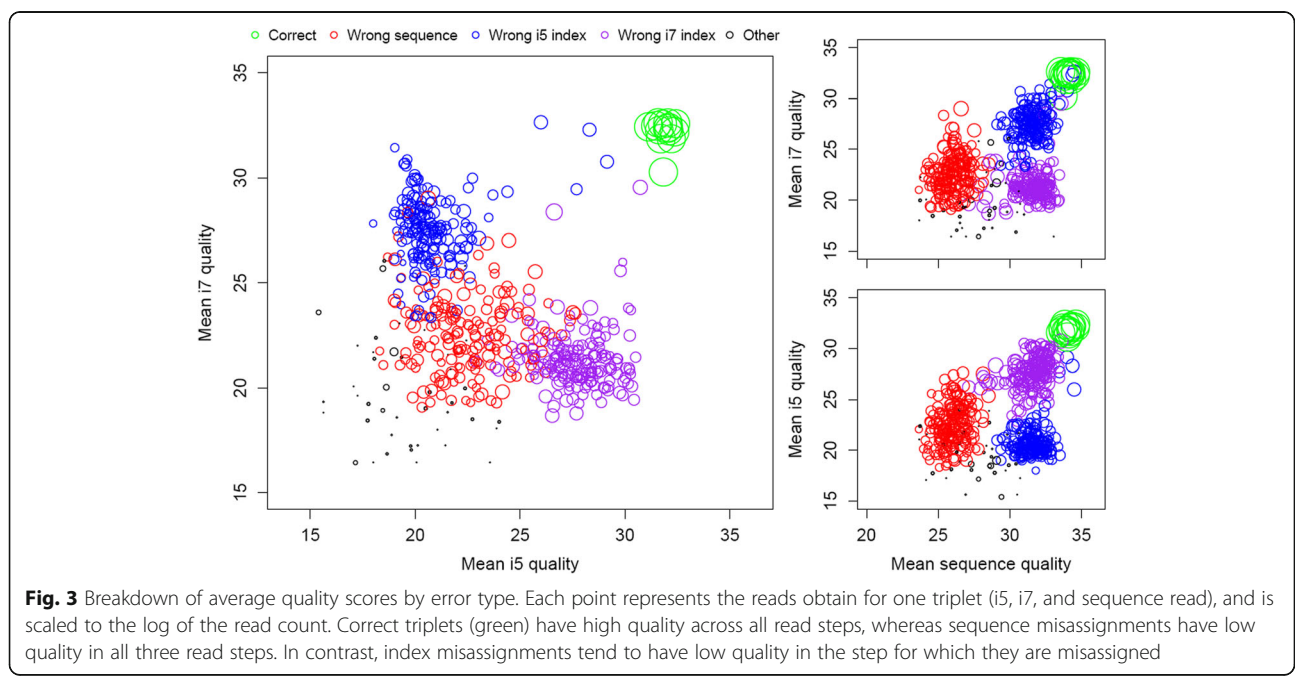 Correct Wrong sequence Wrong i5 index Wrong i7 index Other
35
30
25
20
15
Mean i7 quality
15 20 25 30 35
Mean i5 quality
35
30
25
20
15
Mean i7 quality
35
30
25
20
15
Mean i5 quality
20 25 30 35
Mean sequence quality
Fig. 3 Breakdown of average quality scores by error type. Each point represents the reads obtain for one triplet (i5, i7, and sequence read), and is
scaled to the log of the read count. Correct triplets (green) have high quality across all read steps, whereas sequence misassignments have low
quality in all three read steps. In contrast, index misassignments tend to have low quality in the step for which they are misassigned